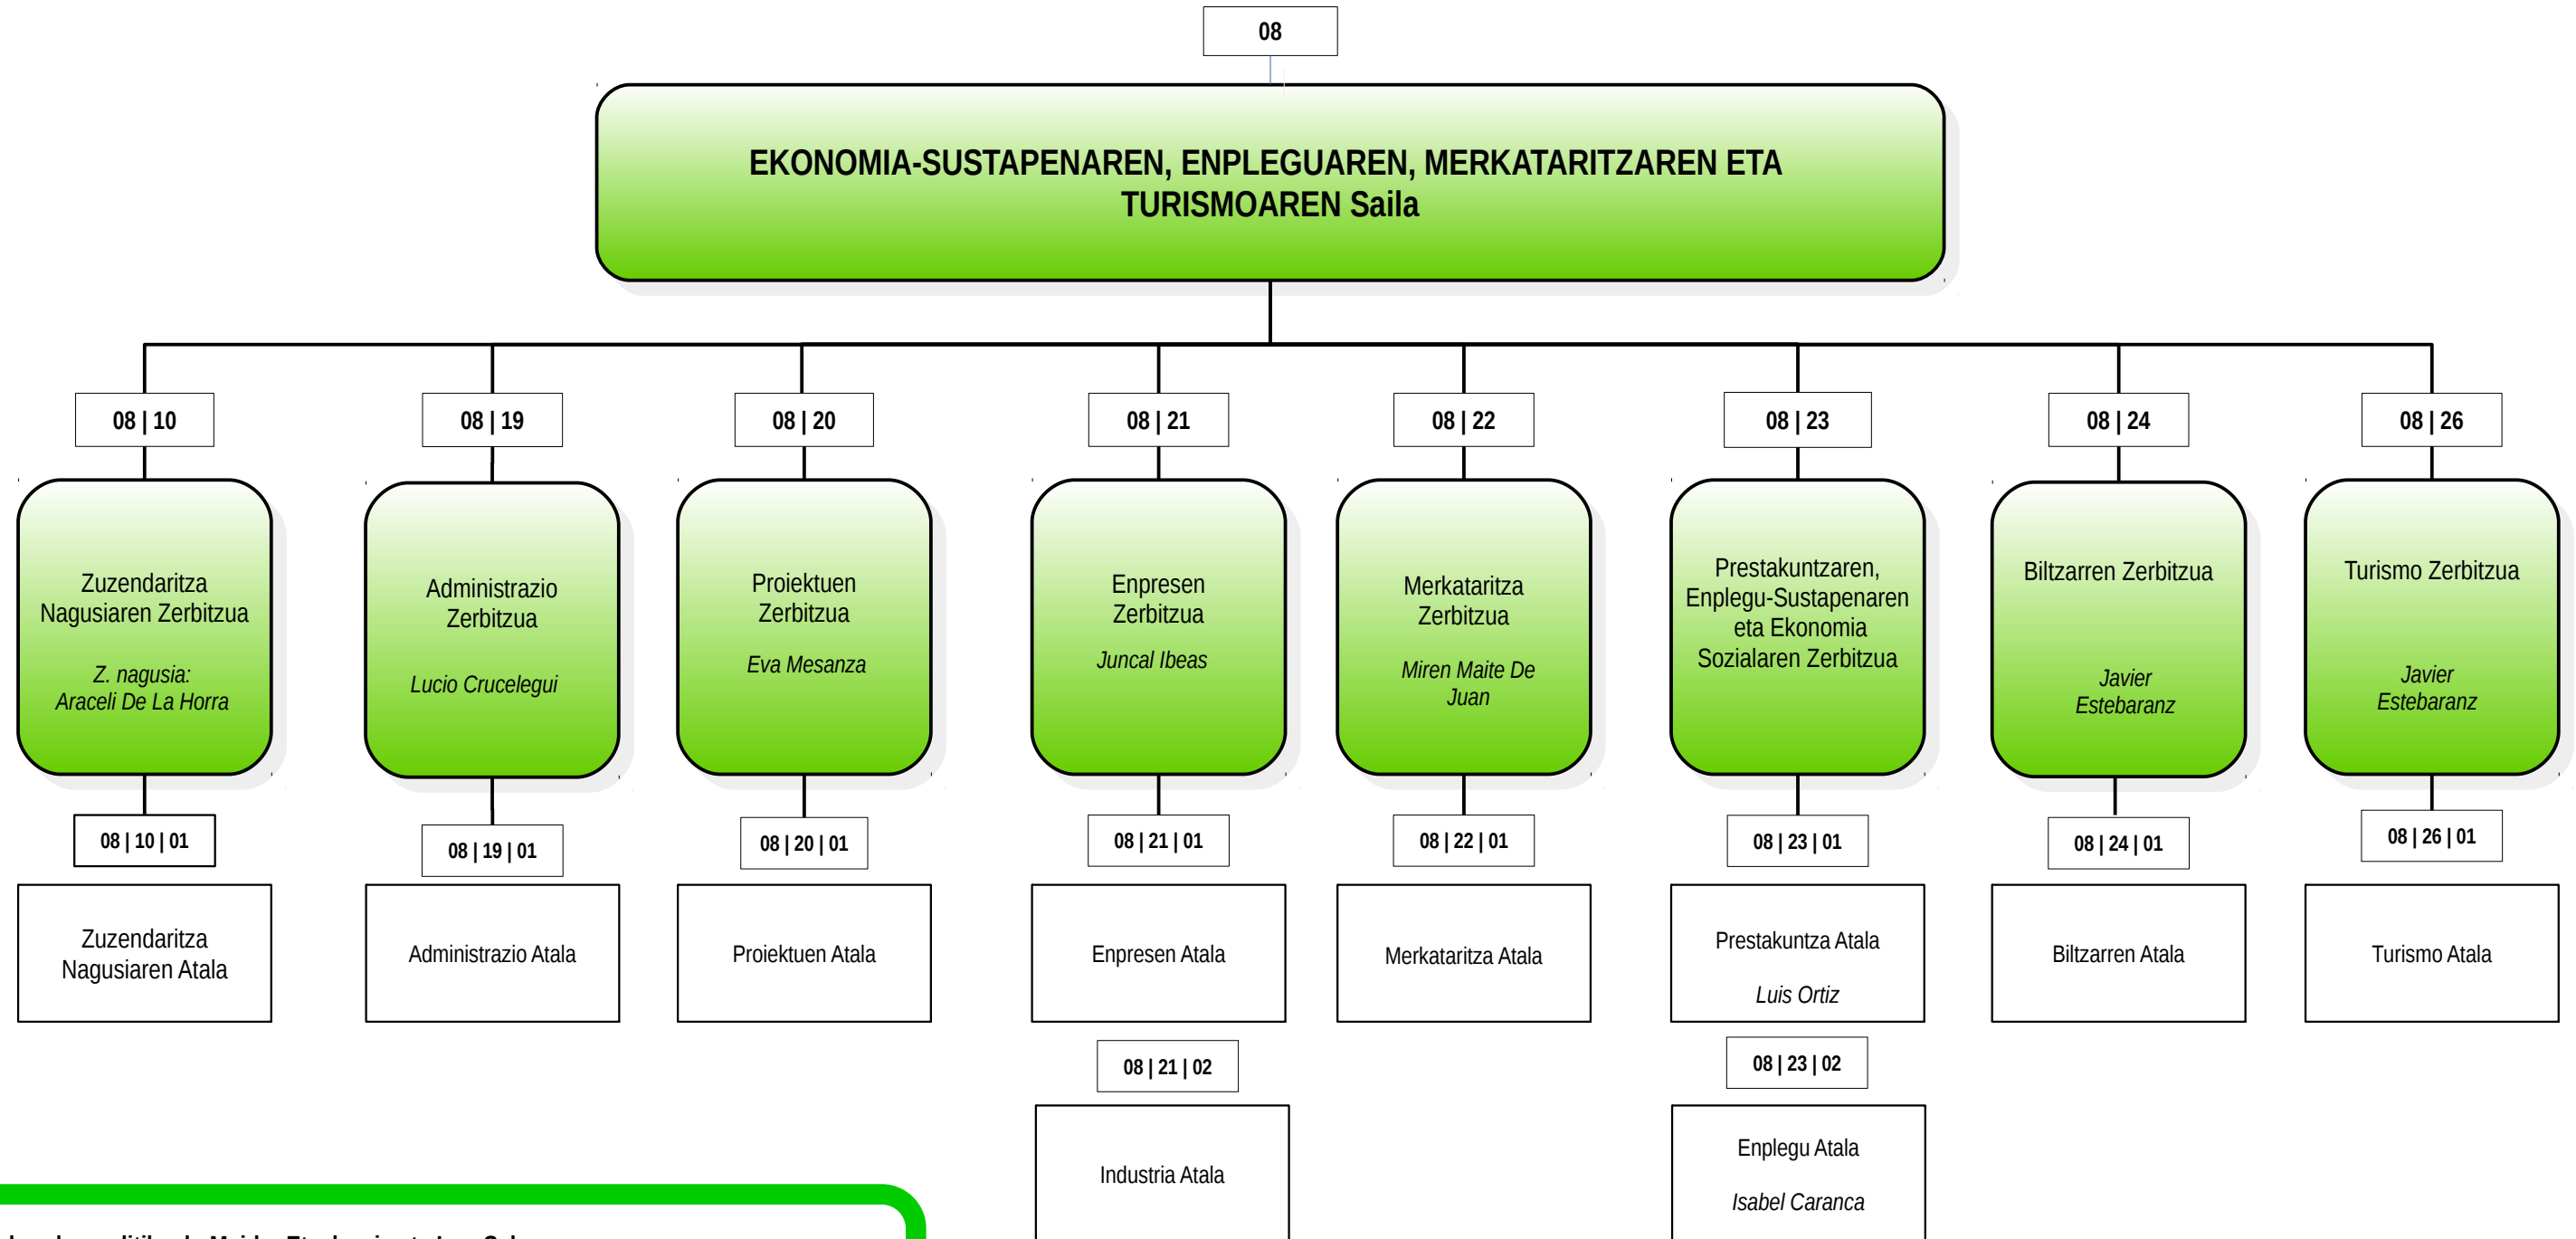 08
EKONOMIA-SUSTAPENAREN, ENPLEGUAREN, MERKATARITZAREN ETA
TURISMOAREN Saila
08 | 10
08 | 19
08 | 20
08 | 21
08 | 22
08 | 23
08 | 24
08 | 26
Zuzendaritza
Nagusiaren Zerbitzua
Z. nagusia:
Araceli De La Horra
Administrazio
Zerbitzua
Lucio Crucelegui
Proiektuen
Zerbitzua
Eva Mesanza
Enpresen
Zerbitzua
Juncal Ibeas
Merkataritza
Zerbitzua
Miren Maite De
Juan
Prestakuntzaren,
Enplegu-Sustapenaren
eta Ekonomia
Sozialaren Zerbitzua
Biltzarren Zerbitzua
Javier
Estebaranz
Turismo Zerbitzua
Javier
Estebaranz
08 | 10 | 01
08 | 19 | 01
08 | 20 | 01
08 | 21 | 01
08 | 22 | 01
08 | 23 | 01
08 | 24 | 01
08 | 26 | 01
Zuzendaritza
Nagusiaren Atala
Administrazio Atala
Proiektuen Atala
Enpresen Atala
Merkataritza Atala
Prestakuntza Atala
Luis Ortiz
Biltzarren Atala
Turismo Atala
08 | 21 | 02
08 | 23 | 02
Industria Atala
Enplegu Atala
Isabel Caranca